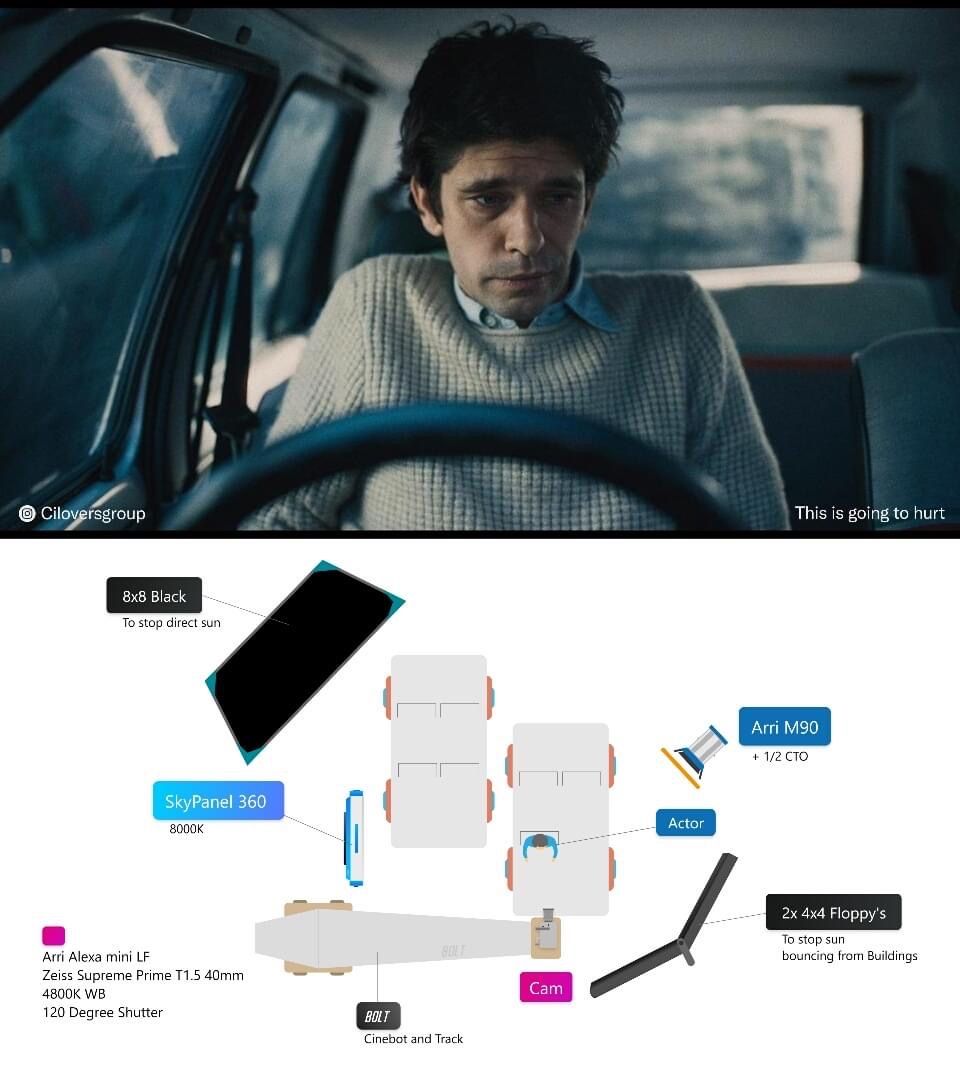 Ciloversgroup
This is going to hurt
8x8 Black
To stop direct sun
Arri M90
+ 1/2 CTO
SkyPanel 360
8000K
Actor
2x 4x4 Floppy's
To stop sun
bouncing from Buildings
BOLT
Arri Alexa mini LF
Zeiss Supreme Prime T1.5 40mm
4800K WB
120 Degree Shutter
Cam
BOLT
Cinebot and Track